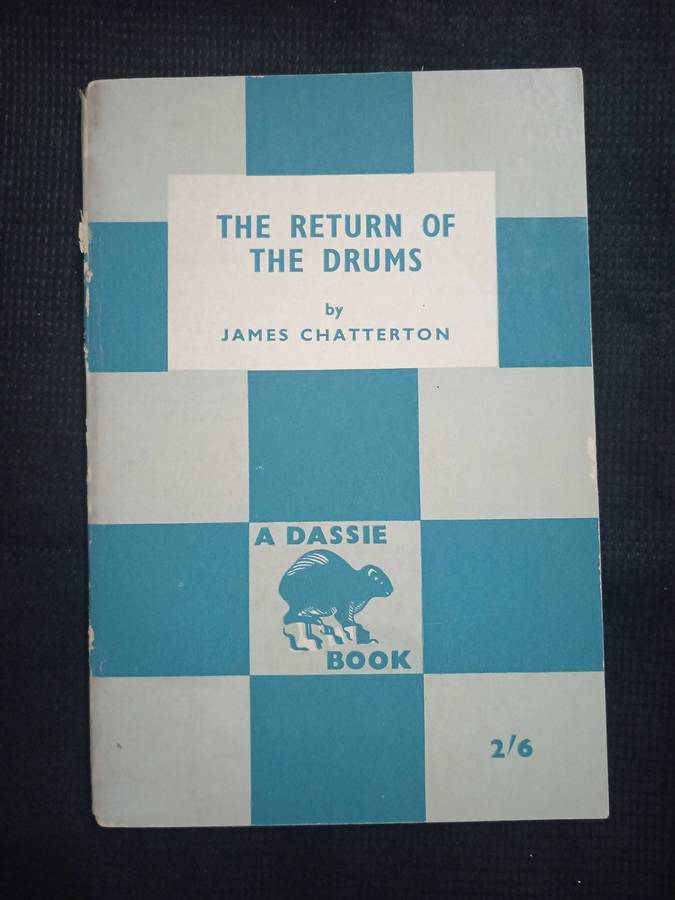 THE RETURN OF
THE DRUMS
by
JAMES CHATTERTON
A DASSIE
BOOK
2/6